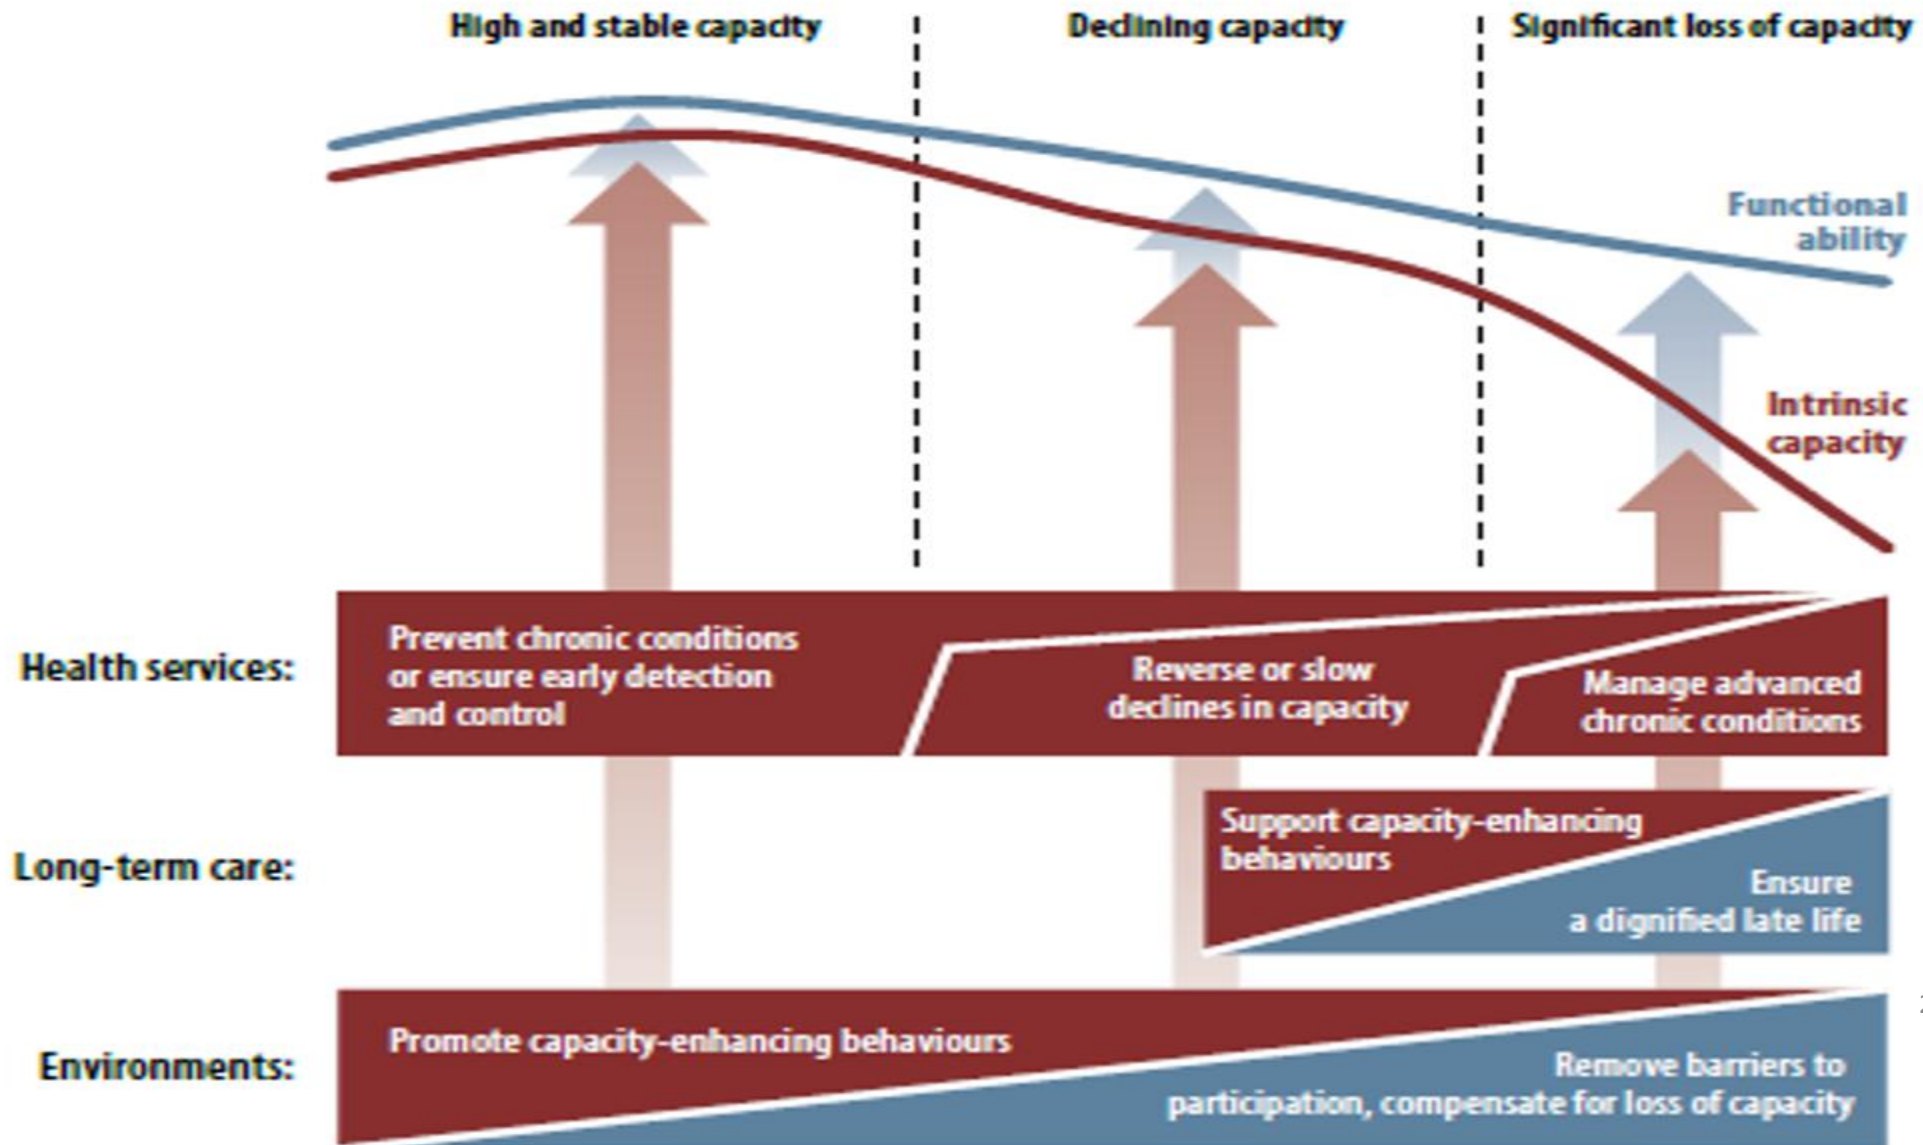 High and stable capacity
Declining capacity
Significant loss of capacity
Functional
ability
Intrinsic
capacity
Health services:
Prevent chronic conditions
or ensure early detection
and control
Reverse or slow
declines in capacity
Manage advanced
chronic conditions
Long-term care:
Support capacity-enhancing
behaviours
Ensure
a dignified late life
Environments:
Promote capacity-enhancing behaviours
Remove barriers to
participation, compensate for loss of capacity